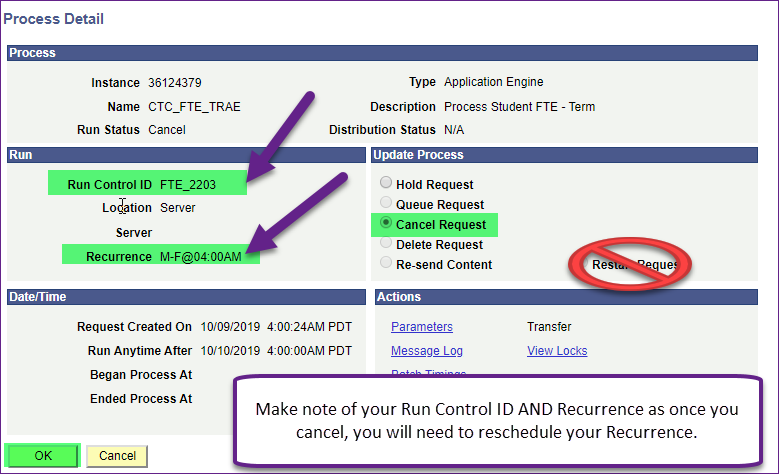 Process Detail
Process
Instance 36124379 Type Application Engine
Name CTC_FTE_TRAE Description Process Student FTE - Term
Run Status Cancel Distribution Status N/A
Run
Run Control ID FTE_2203
Location Server
Server
Recurrence M-F@04:00AM
Update Process
Hold Request
Queue Request
Cancel Request
Delete Request
Re-send Content Restart Request
Date/Time
Request Created On 10/09/2019 4:00:24AM PDT
Run Anytime After 10/10/2019 4:00:00AM PDT
Began Process At
Ended Process At
Actions
Parameters Transfer
Message Log View Locks
Batch Timings
Make note of your Run Control ID AND Recurrence as once you
cancel, you will need to reschedule your Recurrence.
OK Cancel